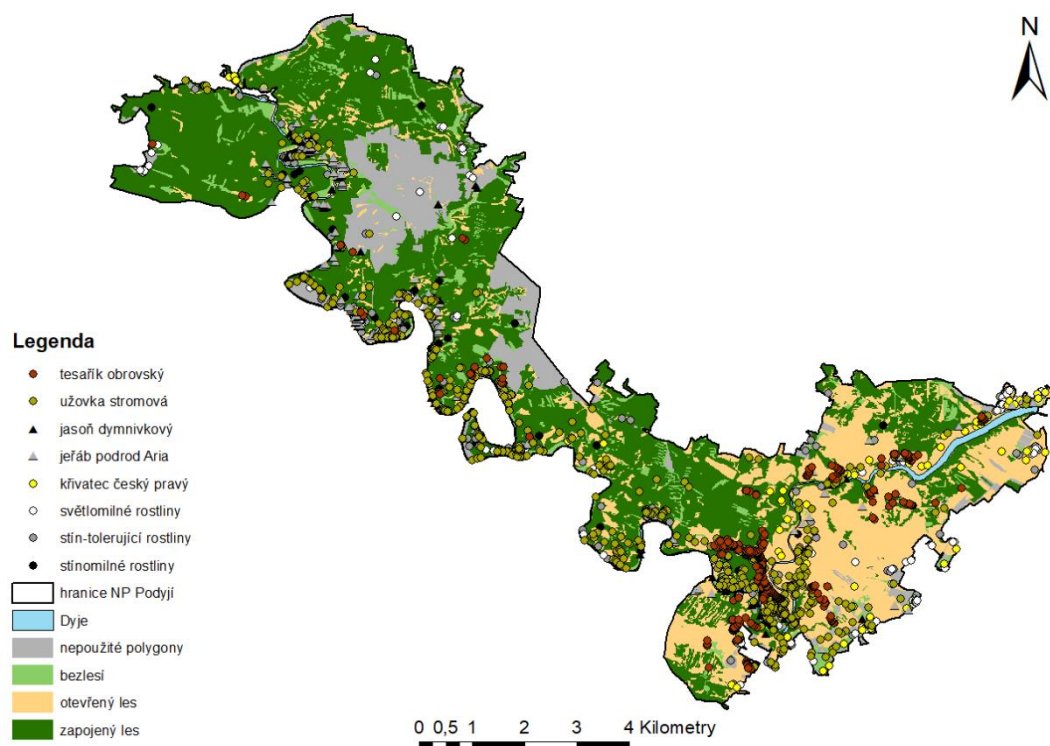 N
Legenda
tesařík obrovský
užovka stromová
jasoň dymnivkový
jeřáb podrod Aria
křivatec český pravý
světlomilné rostliny
stín-tolerující rostliny
stínomilné rostliny
hranice NP Podyjí
Dyje
nepoužité polygony
bezlesí
otevřený les
zapojený les
0 0,5 1 2 3 4 Kilometry